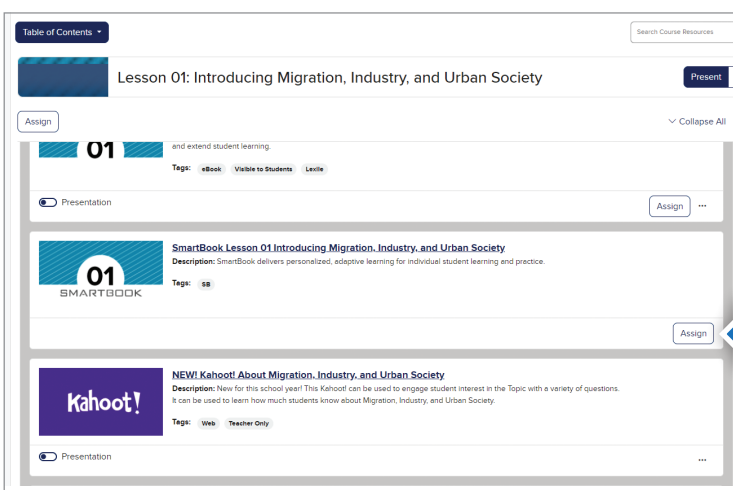 Table of Contents
Search Course Resources
Lesson 01: Introducing Migration, Industry, and Urban Society
Present
Assign
Collapse All
01
and extend student learning.
Tags: eBook Visible to Students Lexile
Presentation
Assign ...
01
SMARTBOOK
SmartBook Lesson 01 Introducing Migration, Industry, and Urban Society
Description: SmartBook delivers personalized, adaptive learning for individual student learning and practice.
Tags: SB
Assign
Kahoot!
NEW! Kahoot! About Migration, Industry, and Urban Society
Description: New for this school year! This Kahoot! can be used to engage student interest in the Topic with a variety of questions.
It can be used to learn how much students know about Migration, Industry, and Urban Society.
Tags: Web Teacher Only
Presentation
...